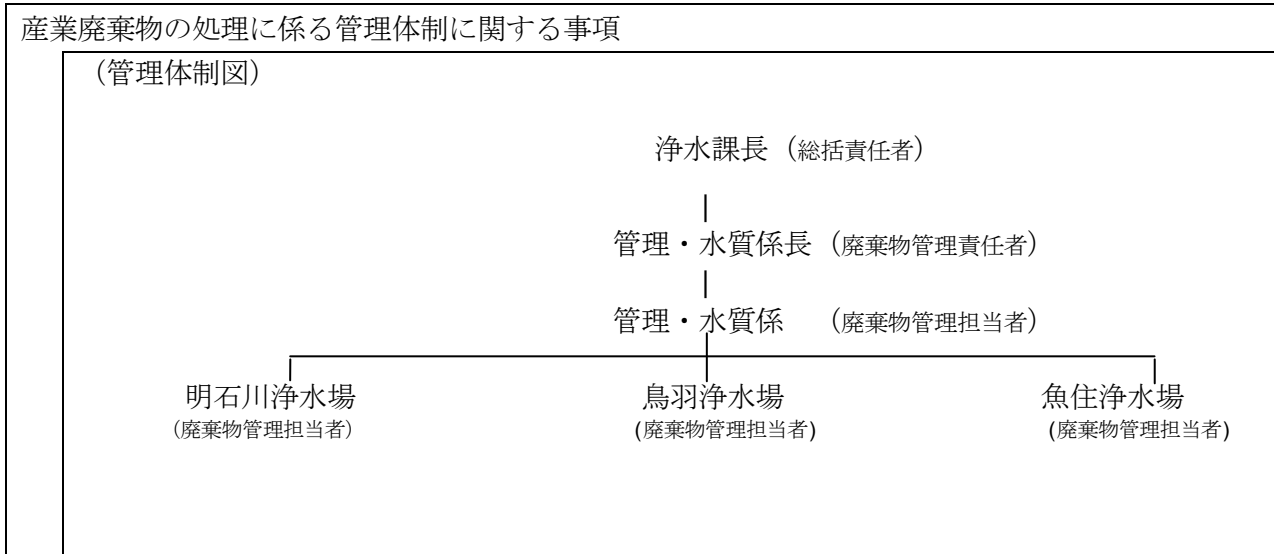 産業廃棄物の処理に係る管理体制に関する事項
（管理体制図）
浄水課長（総括責任者）
管理・水質係長（廃棄物管理責任者）
管理・水質係　（廃棄物管理担当者）
明石川浄水場　鳥羽浄水場　魚住浄水場
（廃棄物管理担当者）　(廃棄物管理担当者)　(廃棄物管理担当者)